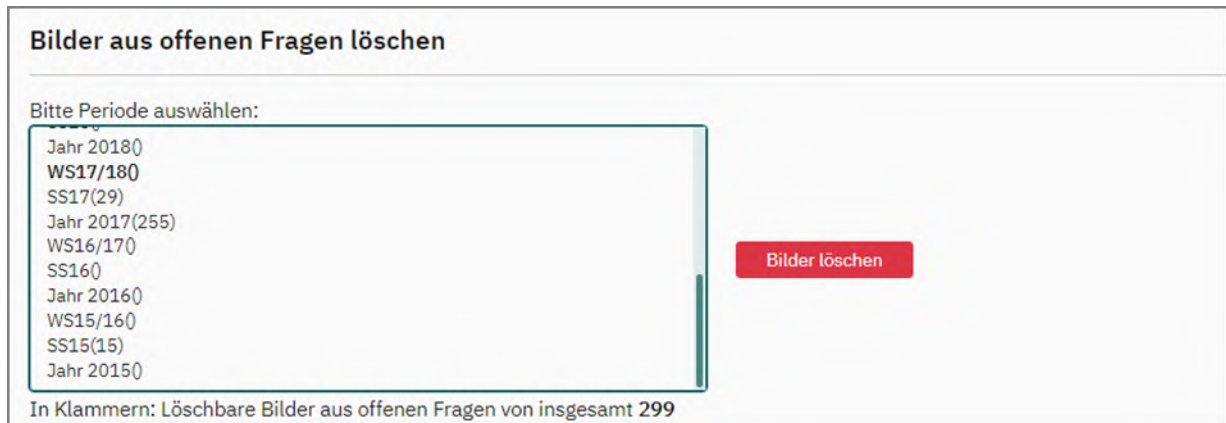 Bilder aus offenen Fragen löschen
Bitte Periode auswählen:
Jahr 2018()
WS17/18()
SS17(29)
Jahr 2017(255)
WS16/17()
SS16()
Jahr 2016()
WS15/16()
SS15(15)
Jahr 2015()
Bilder löschen
In Klammern: Löschbare Bilder aus offenen Fragen von insgesamt 299